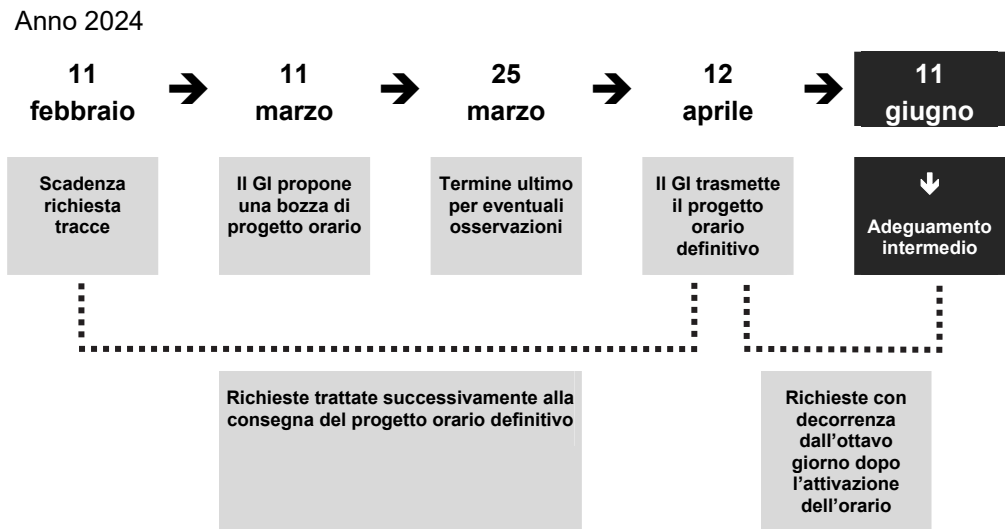 Anno 2024
11
febbraio
➔
11
marzo
➔
25
marzo
➔
12
aprile
➔
11
giugno
Scadenza
richiesta
tracce
Il GI propone
una bozza di
progetto orario
Termine ultimo
per eventuali
osservazioni
Il GI trasmette
il progetto
orario
definitivo
Adeguamento
intermedio
Richieste trattate successivamente alla
consegna del progetto orario definitivo
Richieste con
decorrenza
dall’ottavo
giorno dopo
l’attivazione
dell’orario